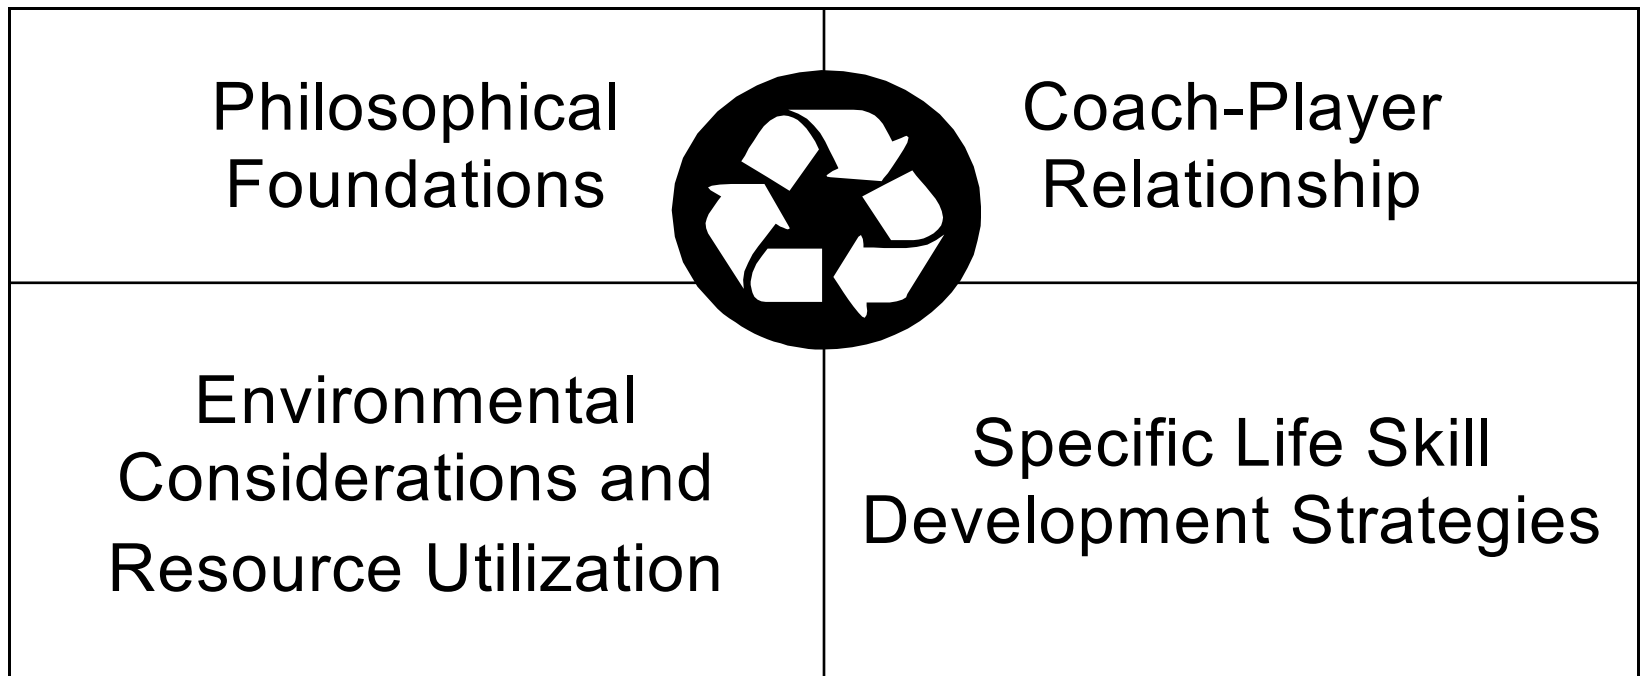 Philosophical
Foundations
Coach-Player
Relationship
Environmental
Considerations and
Resource Utilization
Specific Life Skill
Development Strategies